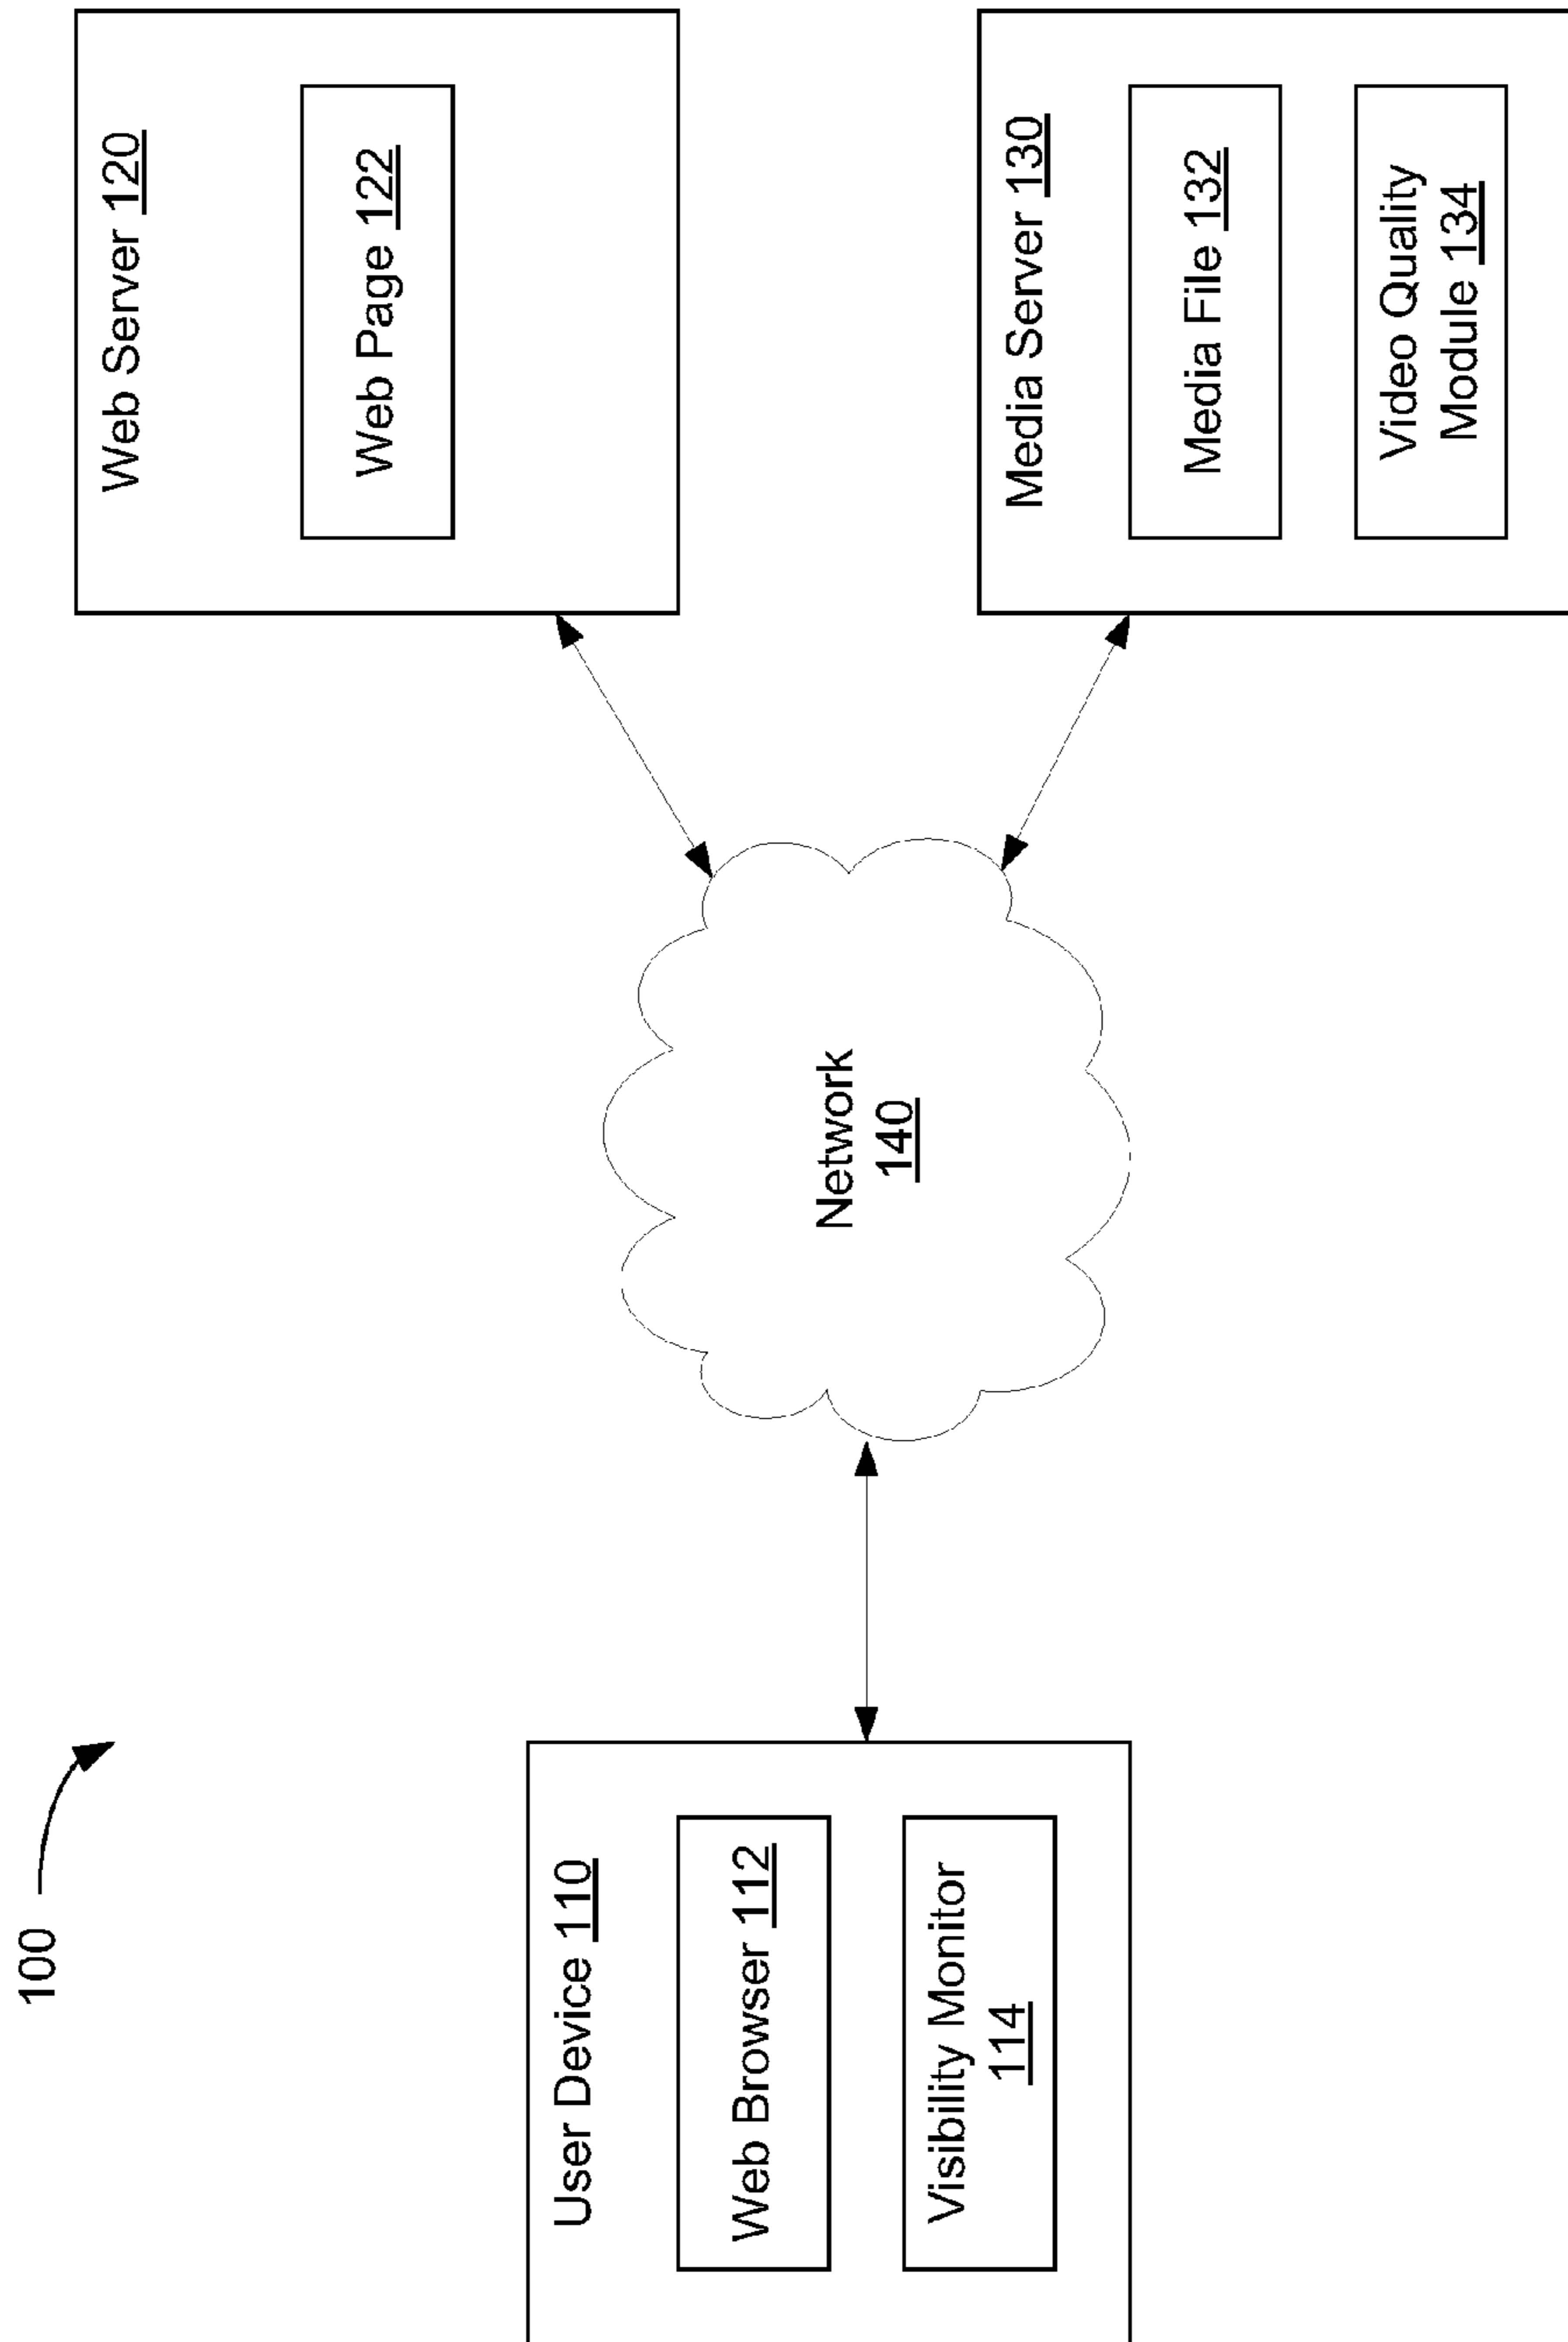 100
User Device 110
Web Browser 112
Visibility Monitor
114
Network
140
Web Server 120
Web Page 122
Media Server 130
Media File 132
Video Quality
Module 134